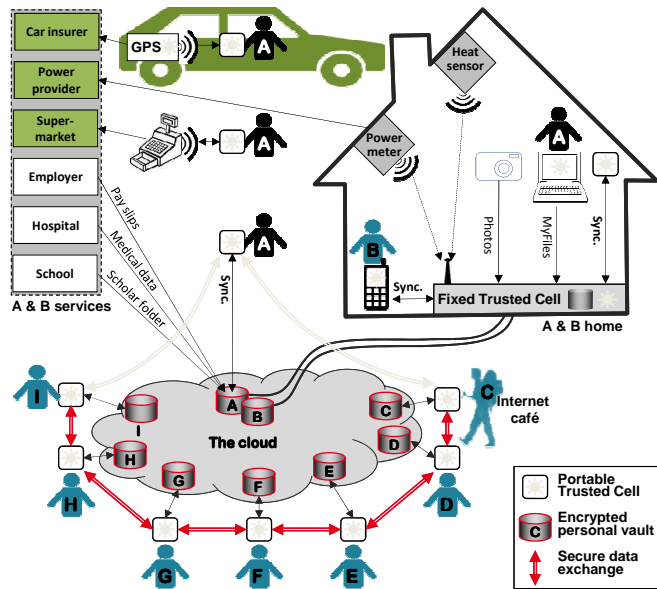 Car insurer
Power
provider
Super-
market
Employer
Hospital
School
A & B services
GPS
A
A
A
Sync.
Pay slips
Medical data
Scholar folder
Heat
sensor
Power
meter
A
B
Sync.
Photos
MyFiles
Sync.
Fixed Trusted Cell
A & B home
The cloud
A
B
C
D
E
F
G
H
I
I
H
G
F
E
D
C
Internet
café
Portable
Trusted Cell
C
Encrypted
personal vault
Secure data
exchange